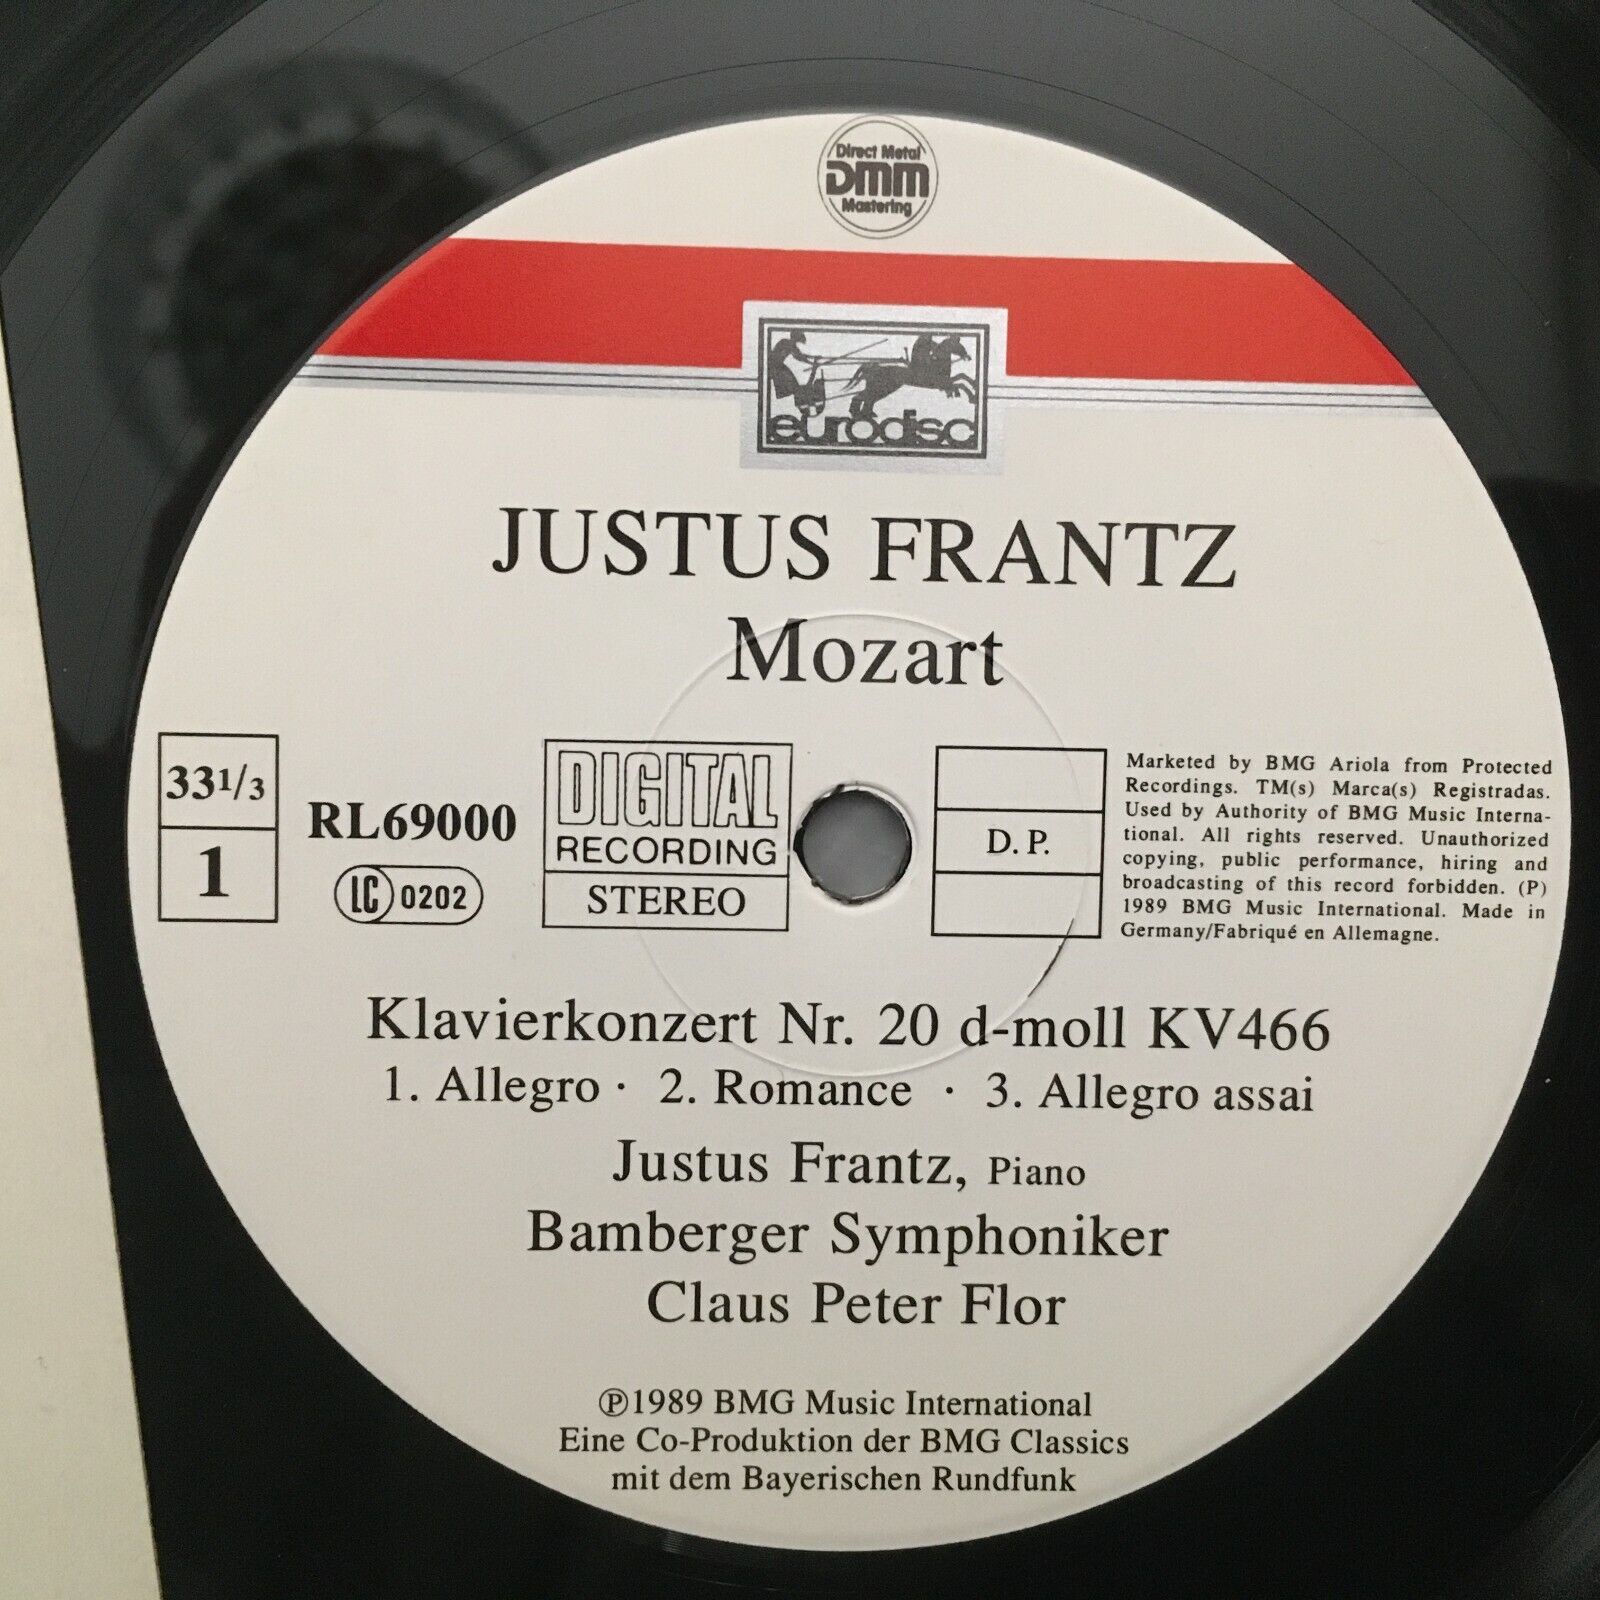 Direct Metal
DMM
Mastering
eurodisc
JUSTUS FRANTZ
Mozart
33 1/3
1
RL69000
LC 0202
DIGITAL
RECORDING
STEREO
D. P.
Marketed by BMG Ariola from Protected
Recordings. TM(s) Marca(s) Registradas.
Used by Authority of BMG Music Interna-
tional. All rights reserved. Unauthorized
copying, public performance, hiring and
broadcasting of this record forbidden. (P)
1989 BMG Music International. Made in
Germany/Fabriqué en Allemagne.
Klavierkonzert Nr. 20 d-moll KV466
1. Allegro · 2. Romance · 3. Allegro assai
Justus Frantz, Piano
Bamberger Symphoniker
Claus Peter Flor
℗1989 BMG Music International
Eine Co-Produktion der BMG Classics
mit dem Bayerischen Rundfunk